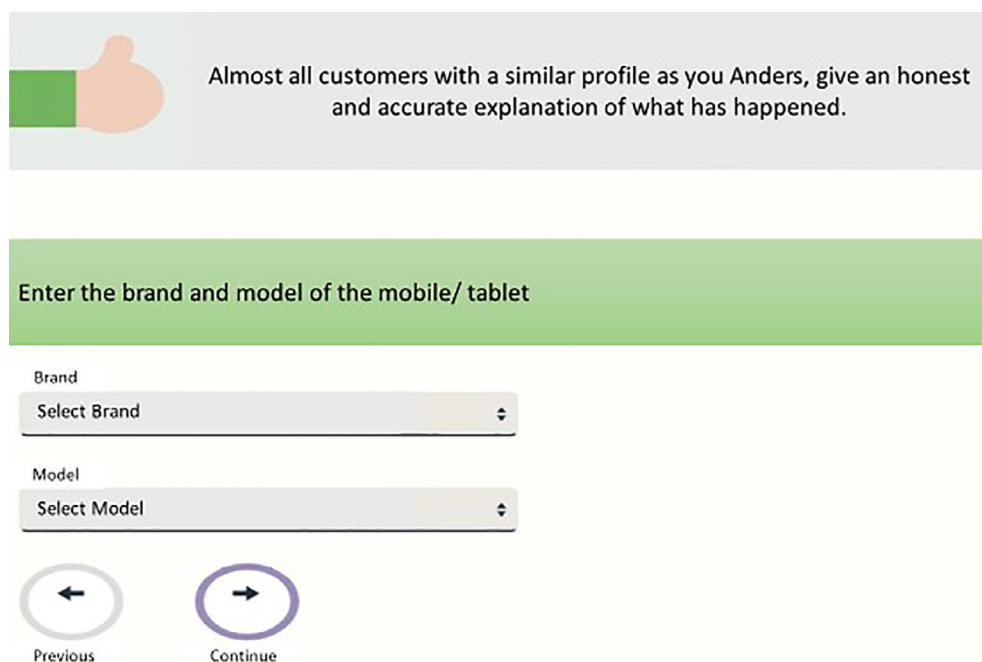 Almost all customers with a similar profile as you Anders, give an honest
and accurate explanation of what has happened.
Enter the brand and model of the mobile/ tablet
Brand
Select Brand
Model
Select Model
Previous
Continue